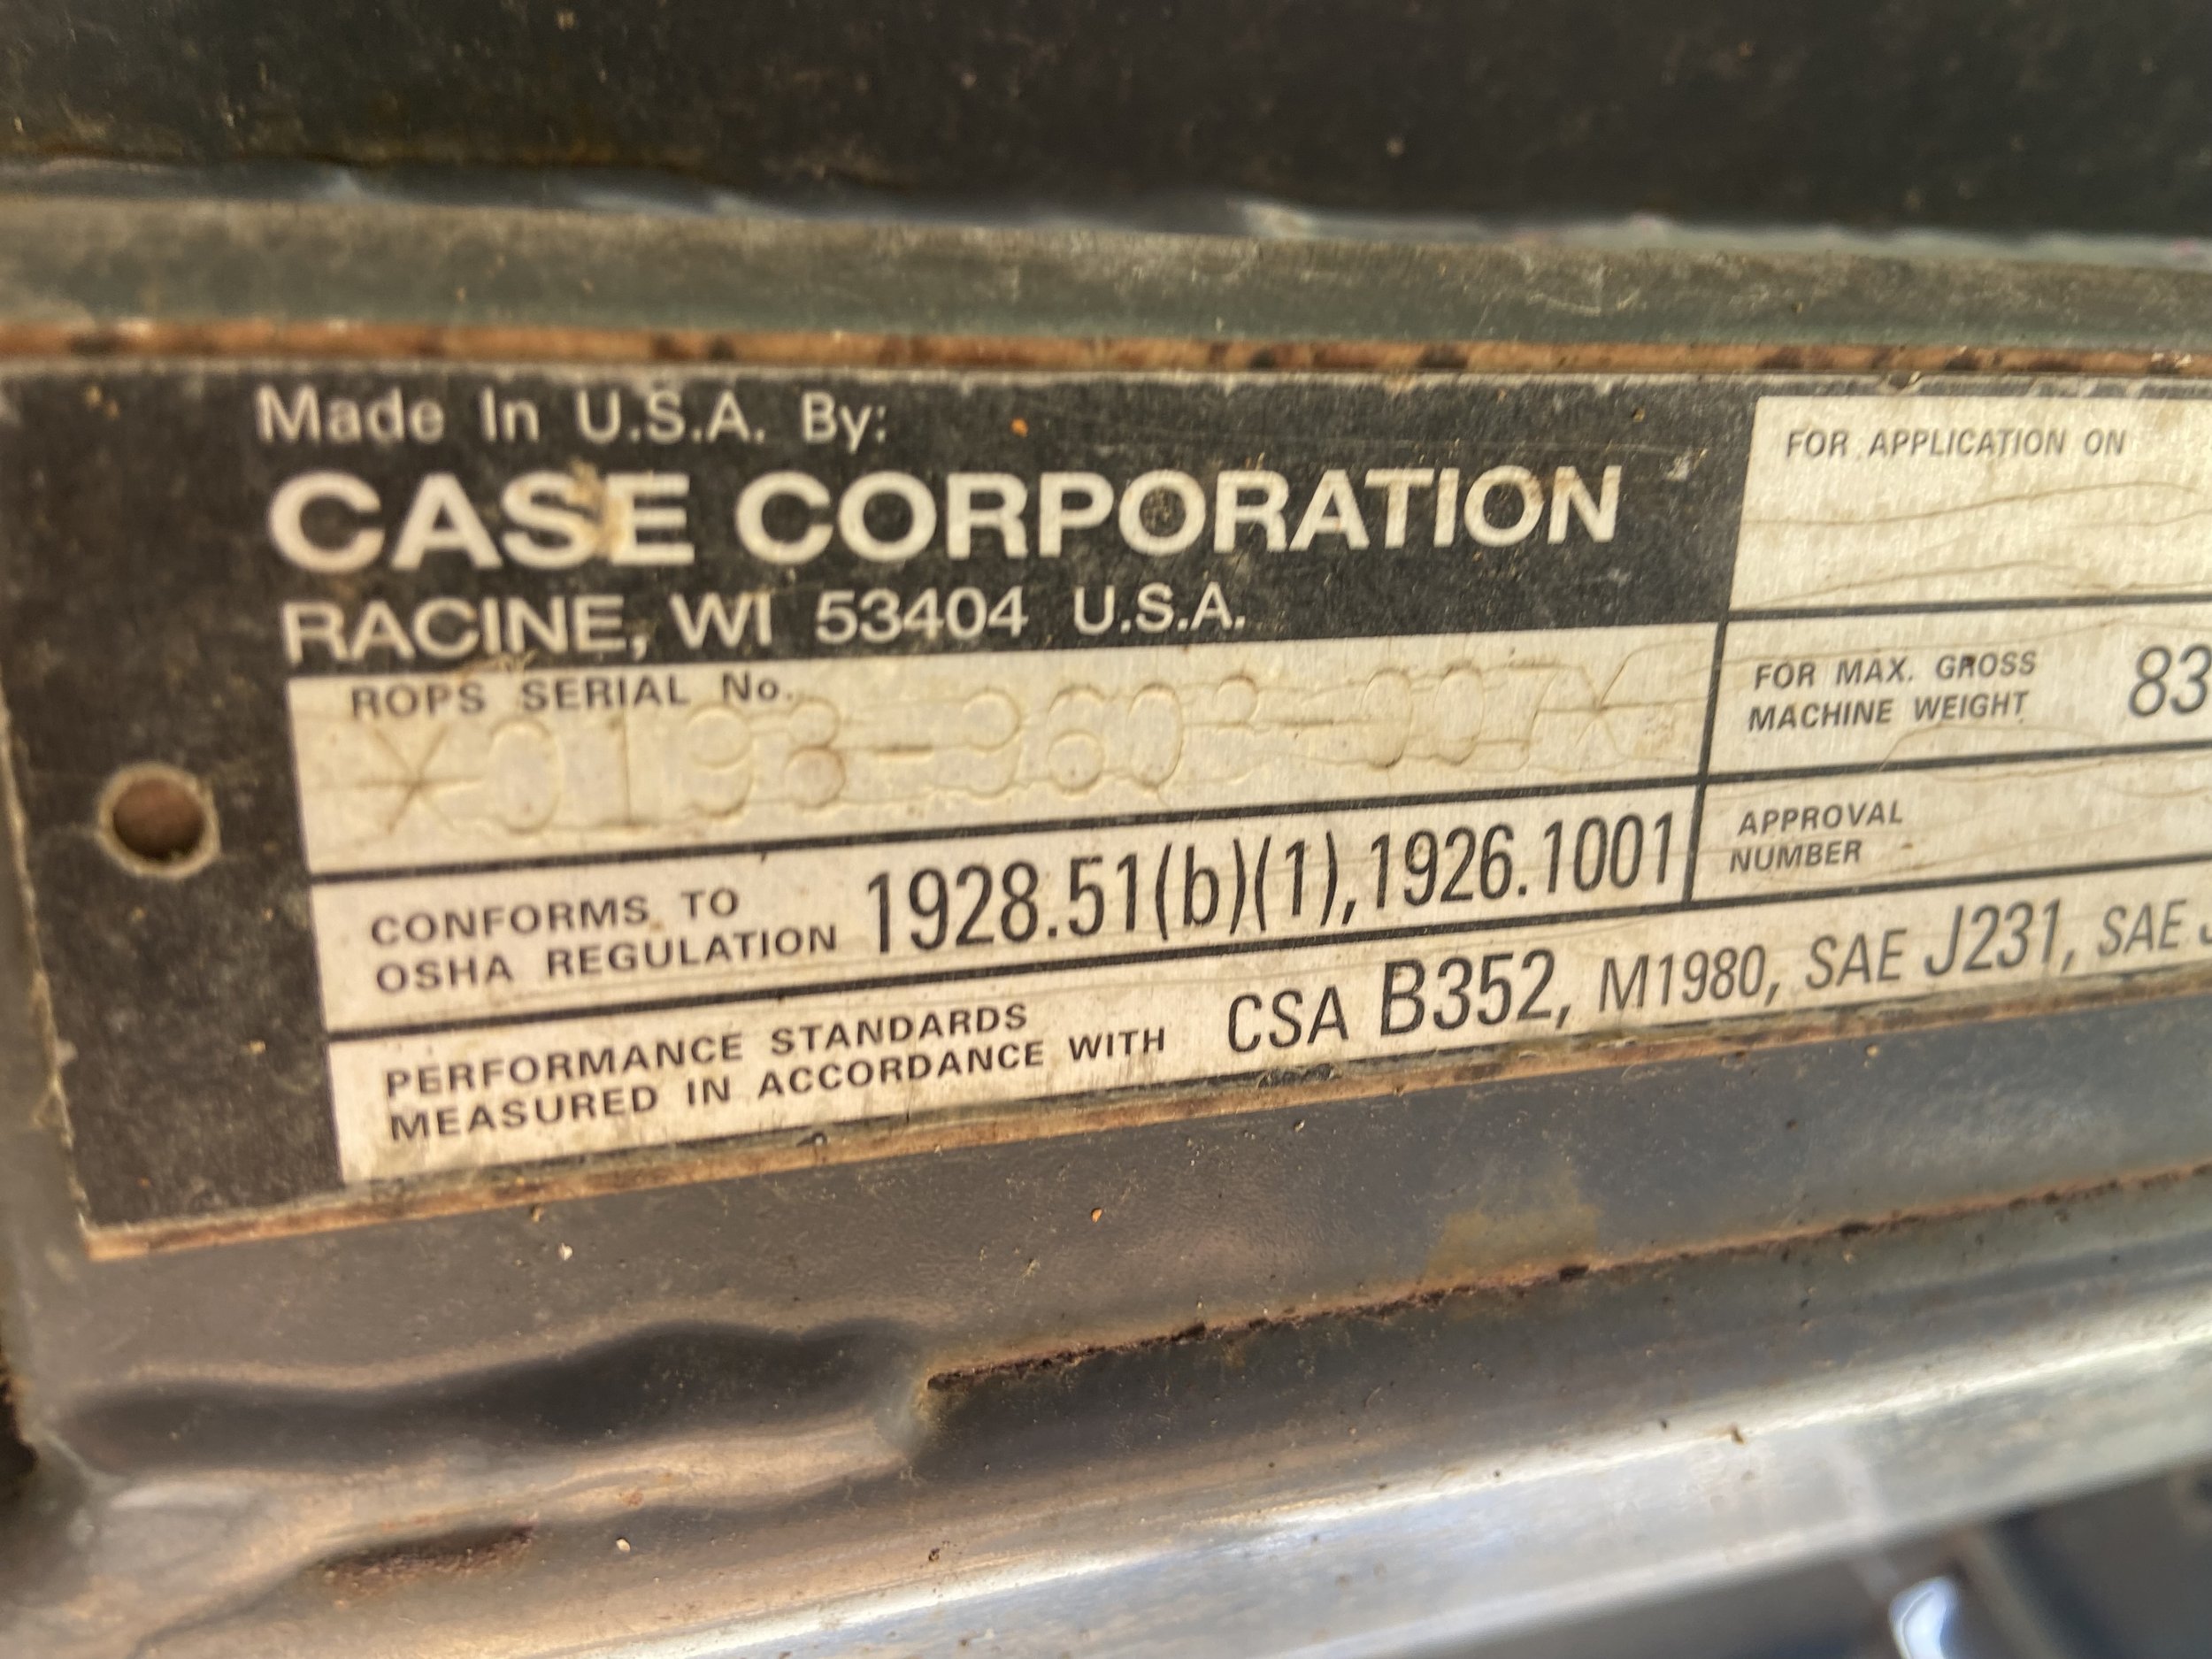 Made In U.S.A. By:
CASE CORPORATION
RACINE, WI 53404 U.S.A.
ROPS SERIAL No.
CONFORMS TO
OSHA REGULATION 1928.51(b)(1),1926.1001
PERFORMANCE STANDARDS
MEASURED IN ACCORDANCE WITH CSA B352, M1980, SAE J231, SAE
FOR APPLICATION ON
FOR MAX. GROSS
MACHINE WEIGHT 83
APPROVAL
NUMBER